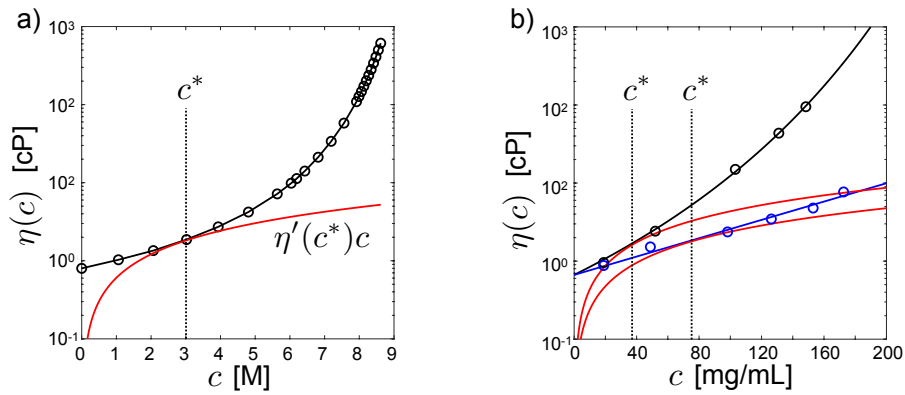 a)
10³
10²
10²
10⁰
10⁻¹
η(c) [cP]
c*
η′(c*)c
0 1 2 3 4 5 6 7 8 9
c [M]
b)
10³
10²
10²
10⁰
10⁻¹
η(c) [cP]
c* c*
0 40 80 120 160 200
c [mg/mL]